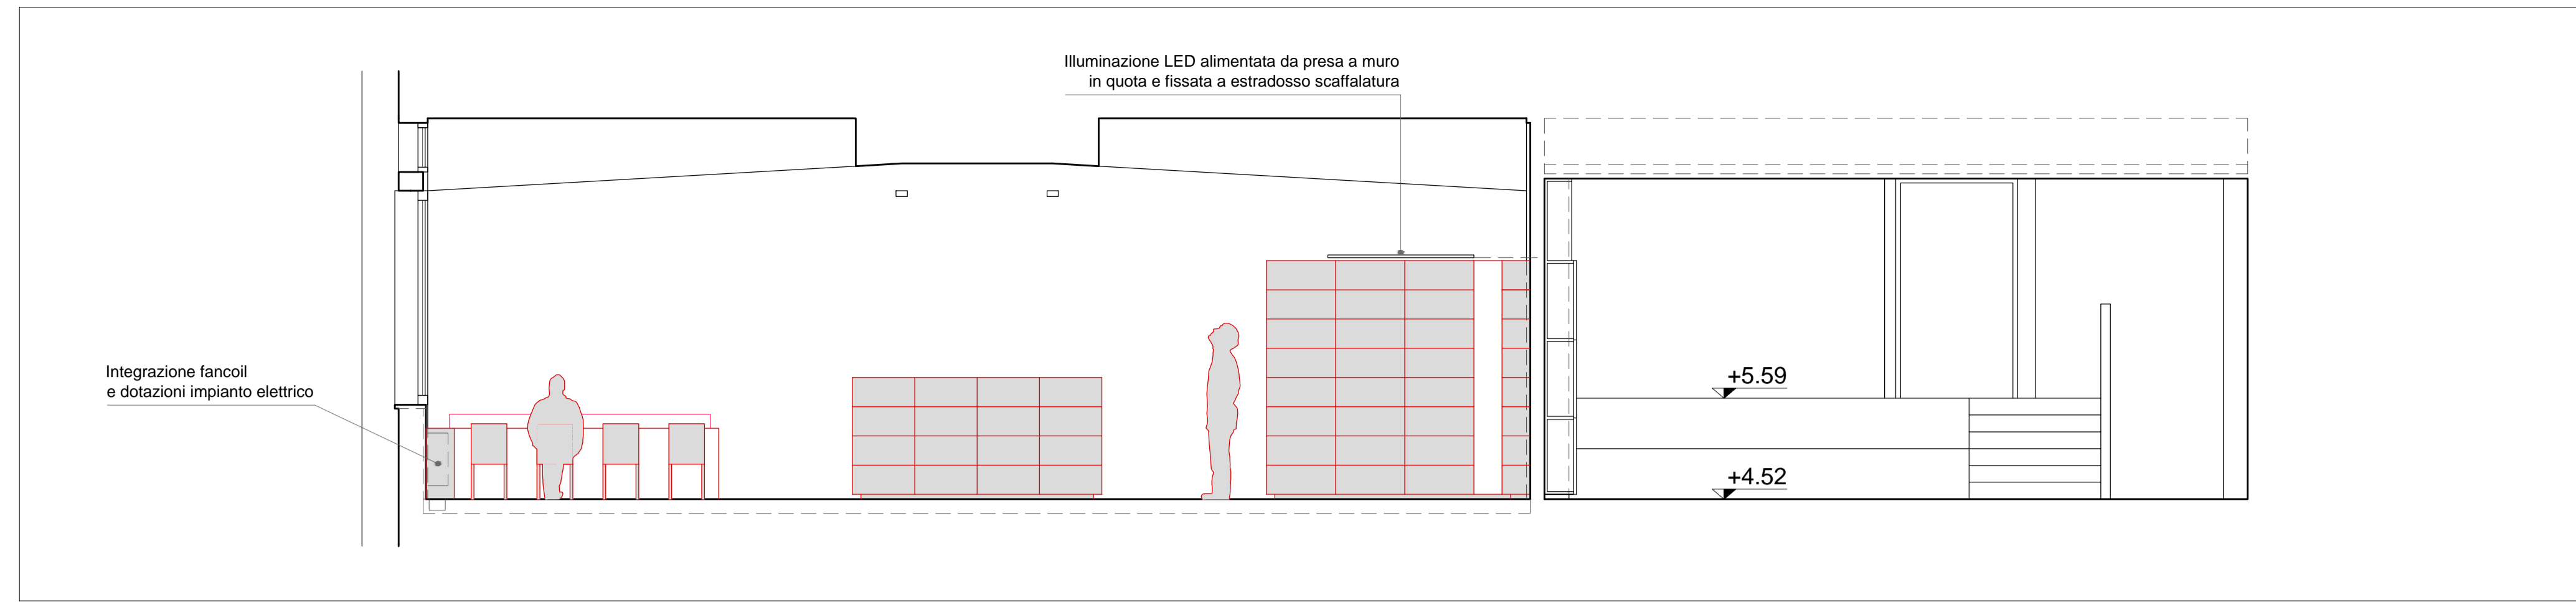 Illuminazione LED alimentata da presa a muro
in quota e fissata a estradosso scaffalatura
Integrazione fancoil
e dotazioni impianto elettrico
+5.59
+4.52